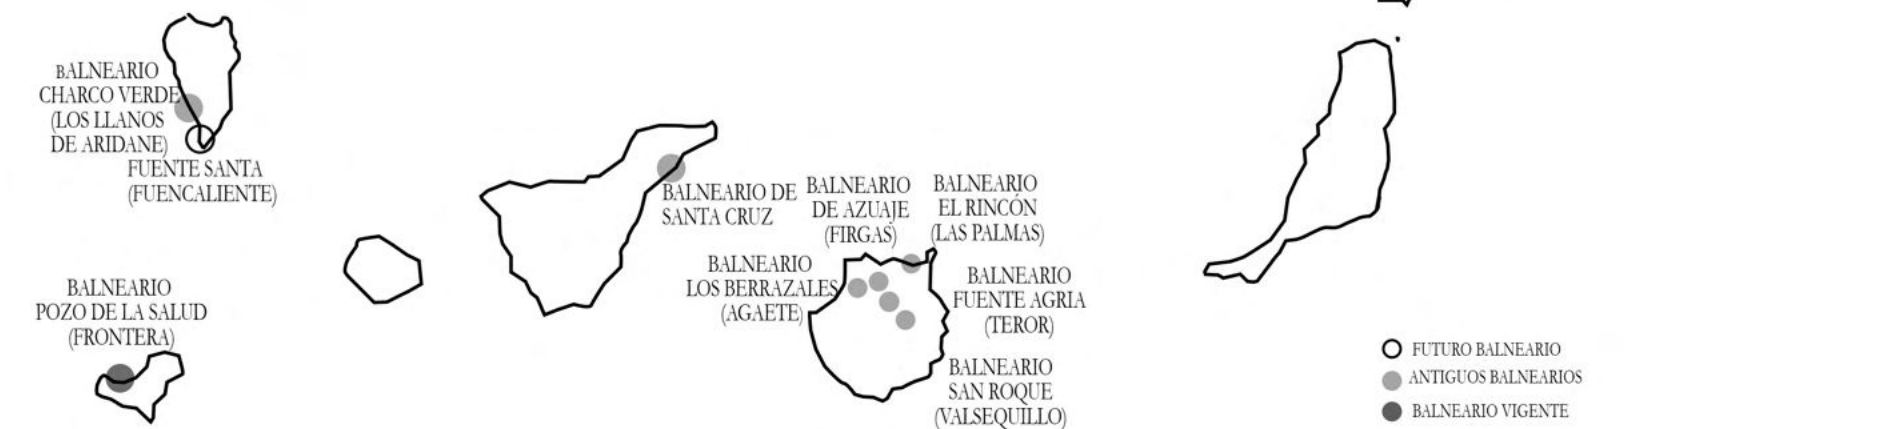 BALNEARIO
CHARCO VERDE
(LOS LLANOS
DE ARIDANE)
FUENTE SANTA
(FUENCALIENTE)
BALNEARIO
POZO DE LA SALUD
(FRONTERA)
BALNEARIO DE
SANTA CRUZ
BALNEARIO
DE AZUAJE
(FIRGAS)
BALNEARIO
EL RINCÓN
(LAS PALMAS)
BALNEARIO
LOS BERRAZALES
(AGAETE)
BALNEARIO
FUENTE AGRIA
(TEROR)
BALNEARIO
SAN ROQUE
(VALSEQUILLO)
FUTURO BALNEARIO
ANTIGUOS BALNEARIOS
BALNEARIO VIGENTE